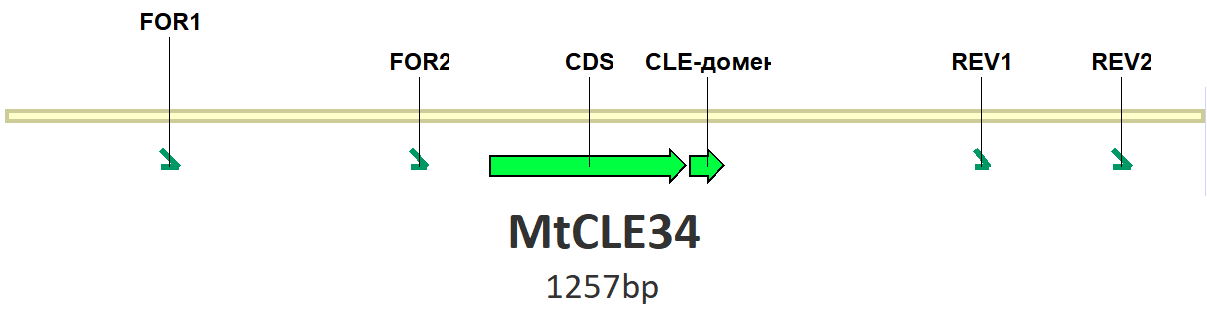 FOR1
FOR2 CDS CLE-домен REV1 REV2
MtCLE34
1257bp